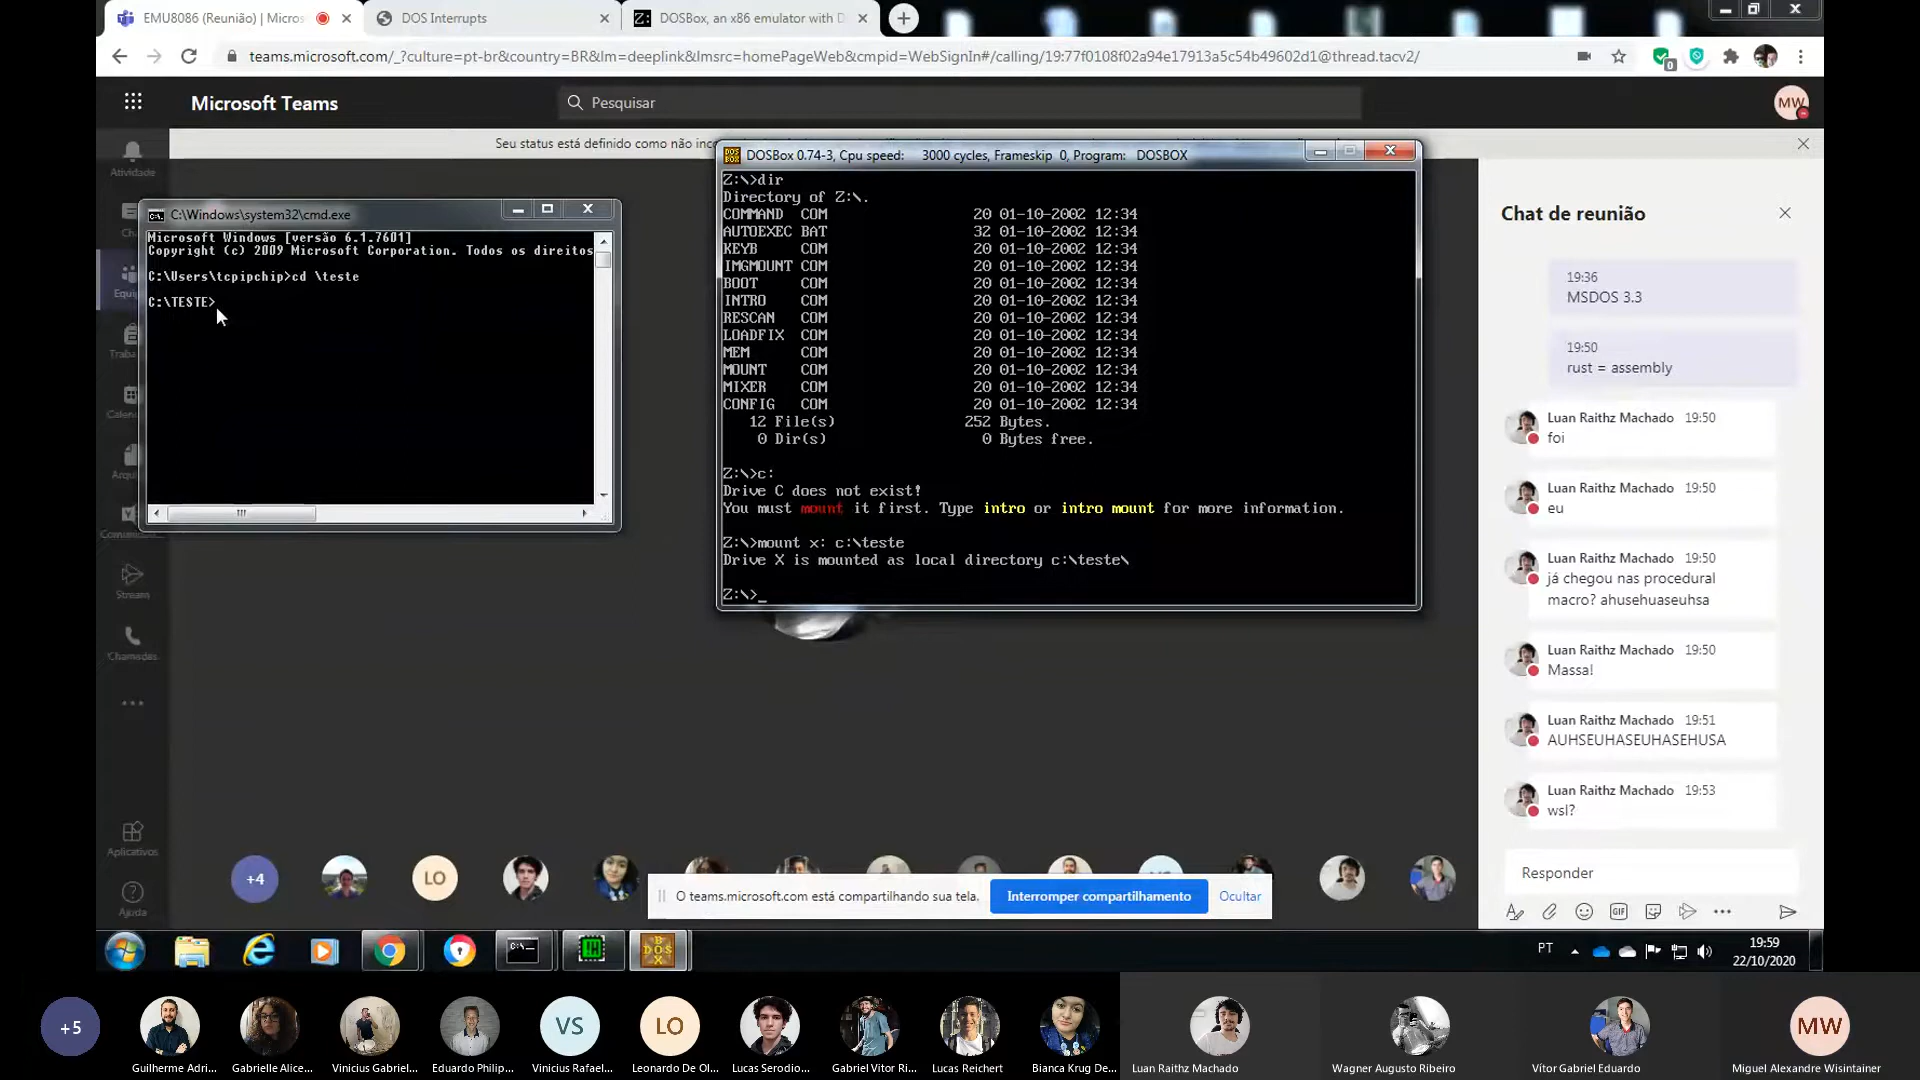 EMU8086 (Reunião) | Micros
DOS Interrupts
DOSBox, an x86 emulator with D
teams.microsoft.com/_?culture=pt-br&country=BR&lm=deeplink&lmsrc=homePageWeb&cmpid=WebSignIn#/calling/19:77f0108f02a94e17913a5c54b49602d1@thread.tacv2/
0
Microsoft Teams
Pesquisar
MW
Seu status está definido como não inc
Atividade
Cha
Equip
Traba
Calen
Arqui
Stream
Chamadas
Aplicativos
Ajuda
C:\Windows\system32\cmd.exe
Microsoft Windows [versão 6.1.7601]
Copyright (c) 2009 Microsoft Corporation. Todos os direitos
C:\Users\tcpipchip>cd \teste
C:\TESTE>
DOSBox 0.74-3, Cpu speed: 3000 cycles, Frameskip 0, Program: DOSBOX
Z:\>dir
Directory of Z:\.
COMMAND COM 20 01-10-2002 12:34
AUTOEXEC BAT 32 01-10-2002 12:34
KEYB COM 20 01-10-2002 12:34
IMGMOUNT COM 20 01-10-2002 12:34
BOOT COM 20 01-10-2002 12:34
INTRO COM 20 01-10-2002 12:34
RESCAN COM 20 01-10-2002 12:34
LOADFIX COM 20 01-10-2002 12:34
MEM COM 20 01-10-2002 12:34
MOUNT COM 20 01-10-2002 12:34
MIXER COM 20 01-10-2002 12:34
CONFIG COM 20 01-10-2002 12:34
12 File(s) 252 Bytes.
0 Dir(s) 0 Bytes free.
Z:\>c:
Drive C does not exist!
You must mount it first. Type intro or intro mount for more information.
Z:\>mount x: c:\teste
Drive X is mounted as local directory c:\teste\
Z:\>_
Chat de reunião
19:36
MSDOS 3.3
19:50
rust = assembly
Luan Raithz Machado 19:50
foi
Luan Raithz Machado 19:50
eu
Luan Raithz Machado 19:50
já chegou nas procedural
macro? ahusehuaseuhsa
Luan Raithz Machado 19:50
Massa!
Luan Raithz Machado 19:51
AUHSEUHASEUHASEHUSA
Luan Raithz Machado 19:53
wsl?
Responder
GIF
+4
LO
O teams.microsoft.com está compartilhando sua tela.
Interromper compartilhamento
Ocultar
PT
19:59
22/10/2020
+5
VS
LO
MW
Guilherme Adri...
Gabrielle Alice...
Vinicius Gabriel...
Eduardo Philip...
Vinicius Rafael...
Leonardo De Ol...
Lucas Serodio...
Gabriel Vitor Ri...
Lucas Reichert
Bianca Krug De...
Luan Raithz Machado
Wagner Augusto Ribeiro
Vítor Gabriel Eduardo
Miguel Alexandre Wisintainer